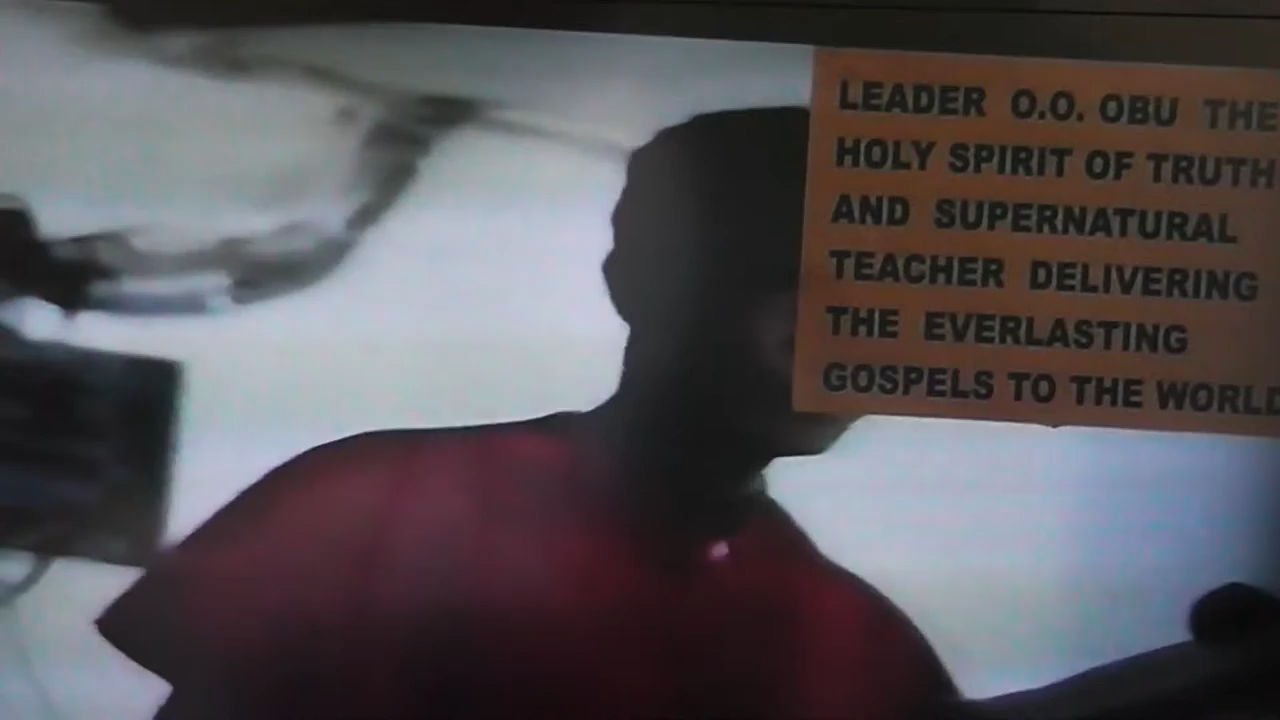 LEADER O.O. OBU THE
HOLY SPIRIT OF TRUTH
AND SUPERNATURAL
TEACHER DELIVERING
THE EVERLASTING
GOSPELS TO THE WORLD